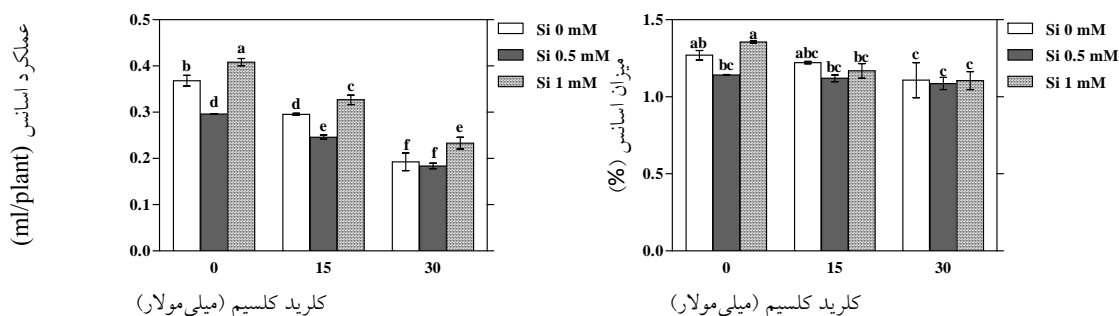 عملکرد اسانس (ml/plant)
0.5
0.4
0.3
0.2
0.1
0.0
b
d
a
d
e
c
f
f
e
0 15 30
کلرید کلسیم (میلی‌مولار)
Si 0 mM
Si 0.5 mM
Si 1 mM
میزان اسانس (%)
1.5
1.0
0.5
0.0
ab
bc
a
abc
bc
bc
c
c
c
0 15 30
کلرید کلسیم (میلی‌مولار)
Si 0 mM
Si 0.5 mM
Si 1 mM